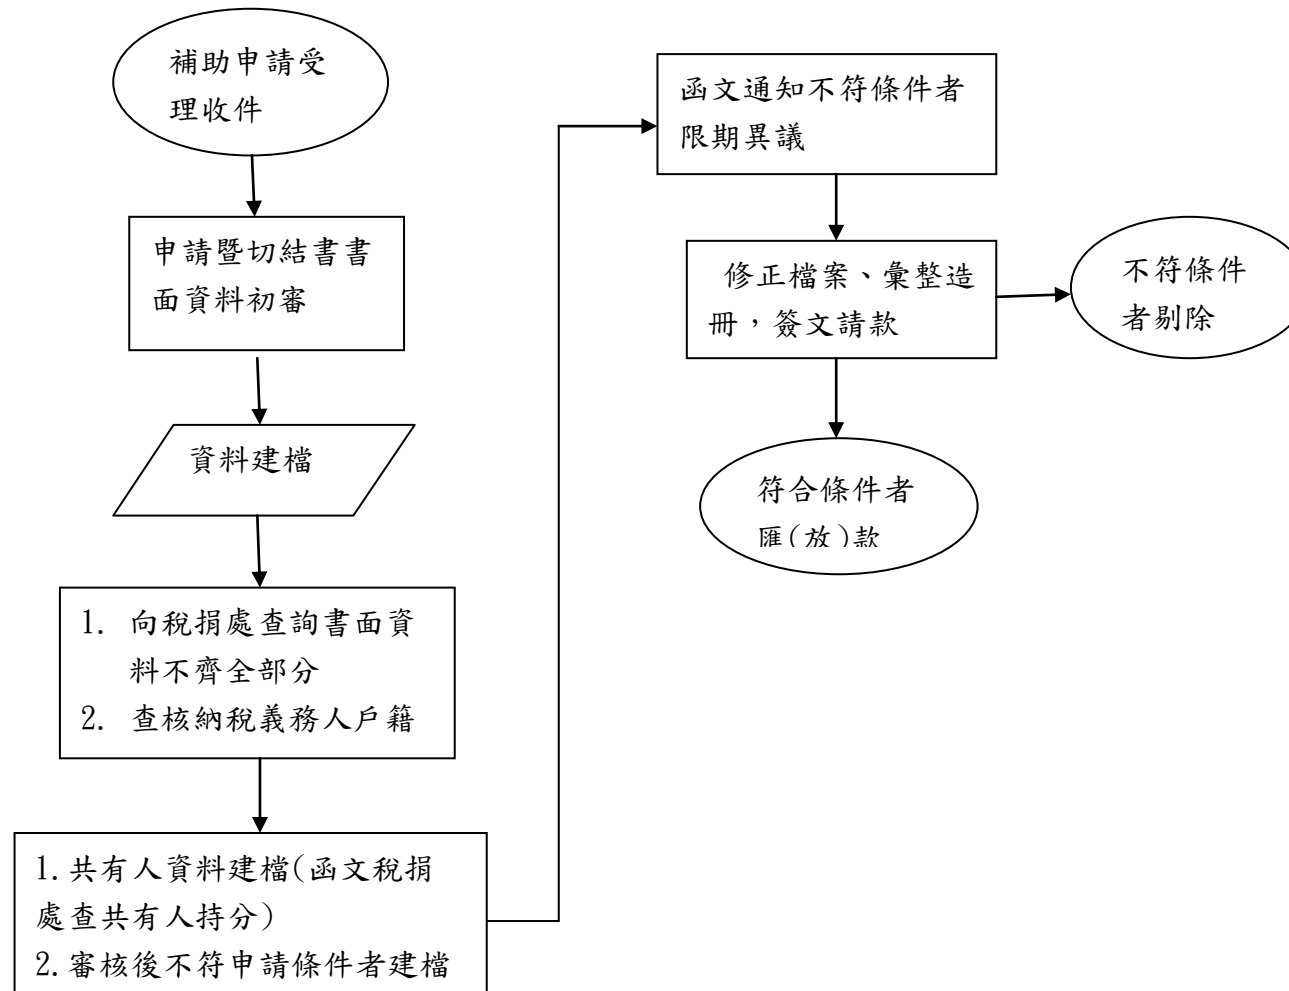 補助申請受
理收件
申請暨切結書書
面資料初審
資料建檔
1. 向稅捐處查詢書面資
料不齊全部分
2. 查核納稅義務人戶籍
1.共有人資料建檔(函文稅捐
處查共有人持分)
2.審核後不符申請條件者建檔
函文通知不符條件者
限期異議
修正檔案、彙整造
冊，簽文請款
不符條件
者剔除
符合條件者
匯(放)款